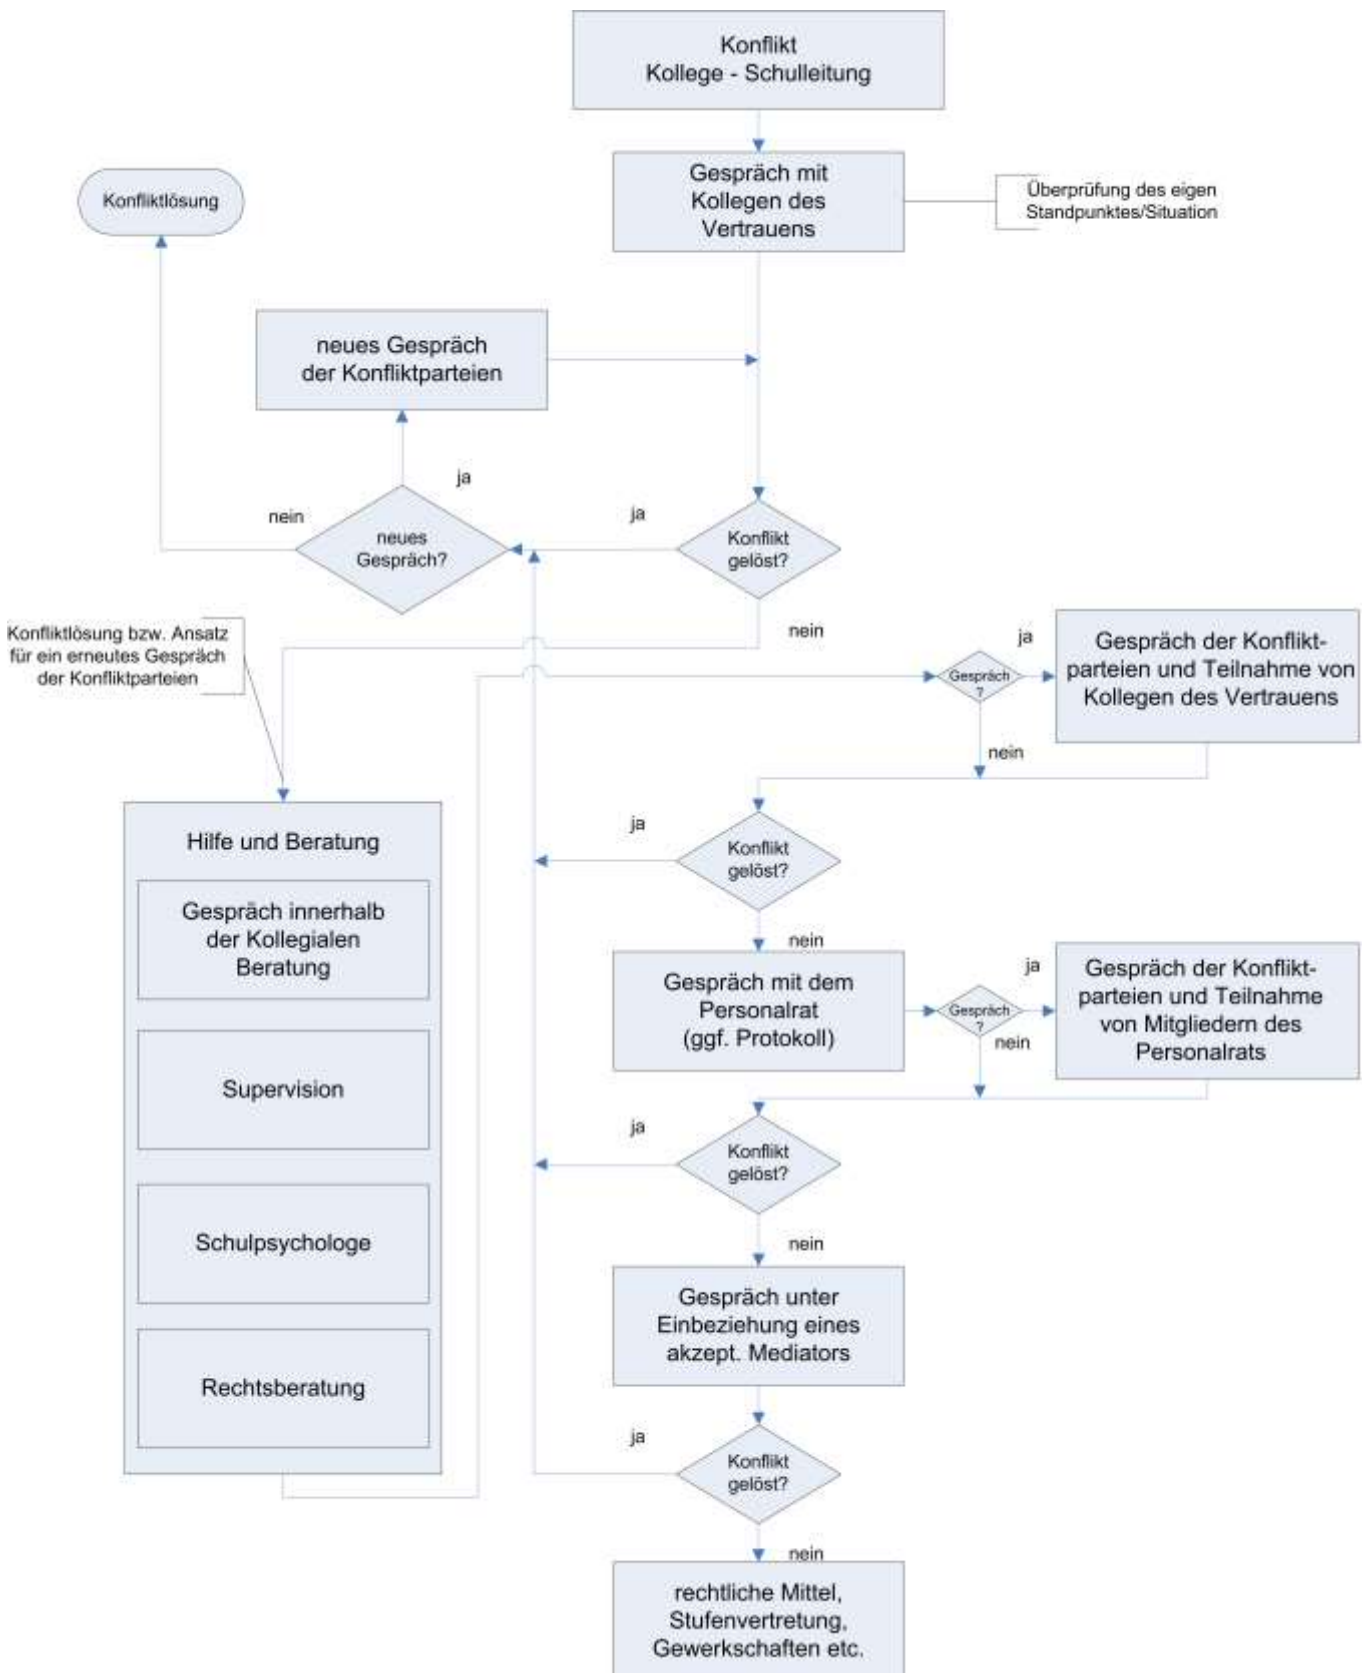 Konflikt
Kollege - Schulleitung
Gespräch mit
Kollegen des
Vertrauens
Überprüfung des eigen
Standpunktes/Situation
Konfliktlösung
neues Gespräch
der Konfliktparteien
ja
nein
neues
Gespräch?
ja
Konflikt
gelöst?
nein
Konfliktlösung bzw. Ansatz
für ein erneutes Gespräch
der Konfliktparteien
Gespräch
?
ja
nein
Gespräch der Konflikt-
parteien und Teilnahme von
Kollegen des Vertrauens
Hilfe und Beratung
Gespräch innerhalb
der Kollegialen
Beratung
Supervision
Schulpsychologe
Rechtsberatung
ja
Konflikt
gelöst?
nein
Gespräch mit dem
Personalrat
(ggf. Protokoll)
Gespräch
?
ja
nein
Gespräch der Konflikt-
parteien und Teilnahme
von Mitgliedern des
Personalrats
ja
Konflikt
gelöst?
nein
Gespräch unter
Einbeziehung eines
akzept. Mediators
ja
Konflikt
gelöst?
nein
rechtliche Mittel,
Stufenvertretung,
Gewerkschaften etc.